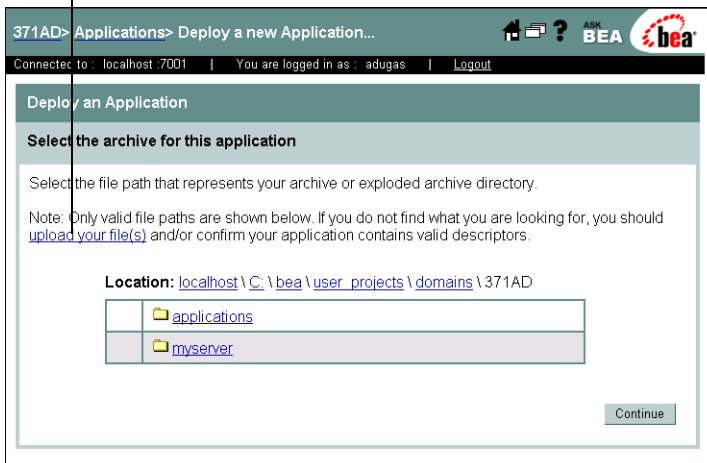 371AD> Applications> Deploy a new Application...
? ASK BEA bea
Connected to : localhost :7001 | You are logged in as : adugas | Logout
Deploy an Application
Select the archive for this application
Select the file path that represents your archive or exploded archive directory.
Note: Only valid file paths are shown below. If you do not find what you are looking for, you should
upload your file(s) and/or confirm your application contains valid descriptors.
Location: localhost \ C: \ bea \ user_projects \ domains \ 371AD
applications
myserver
Continue